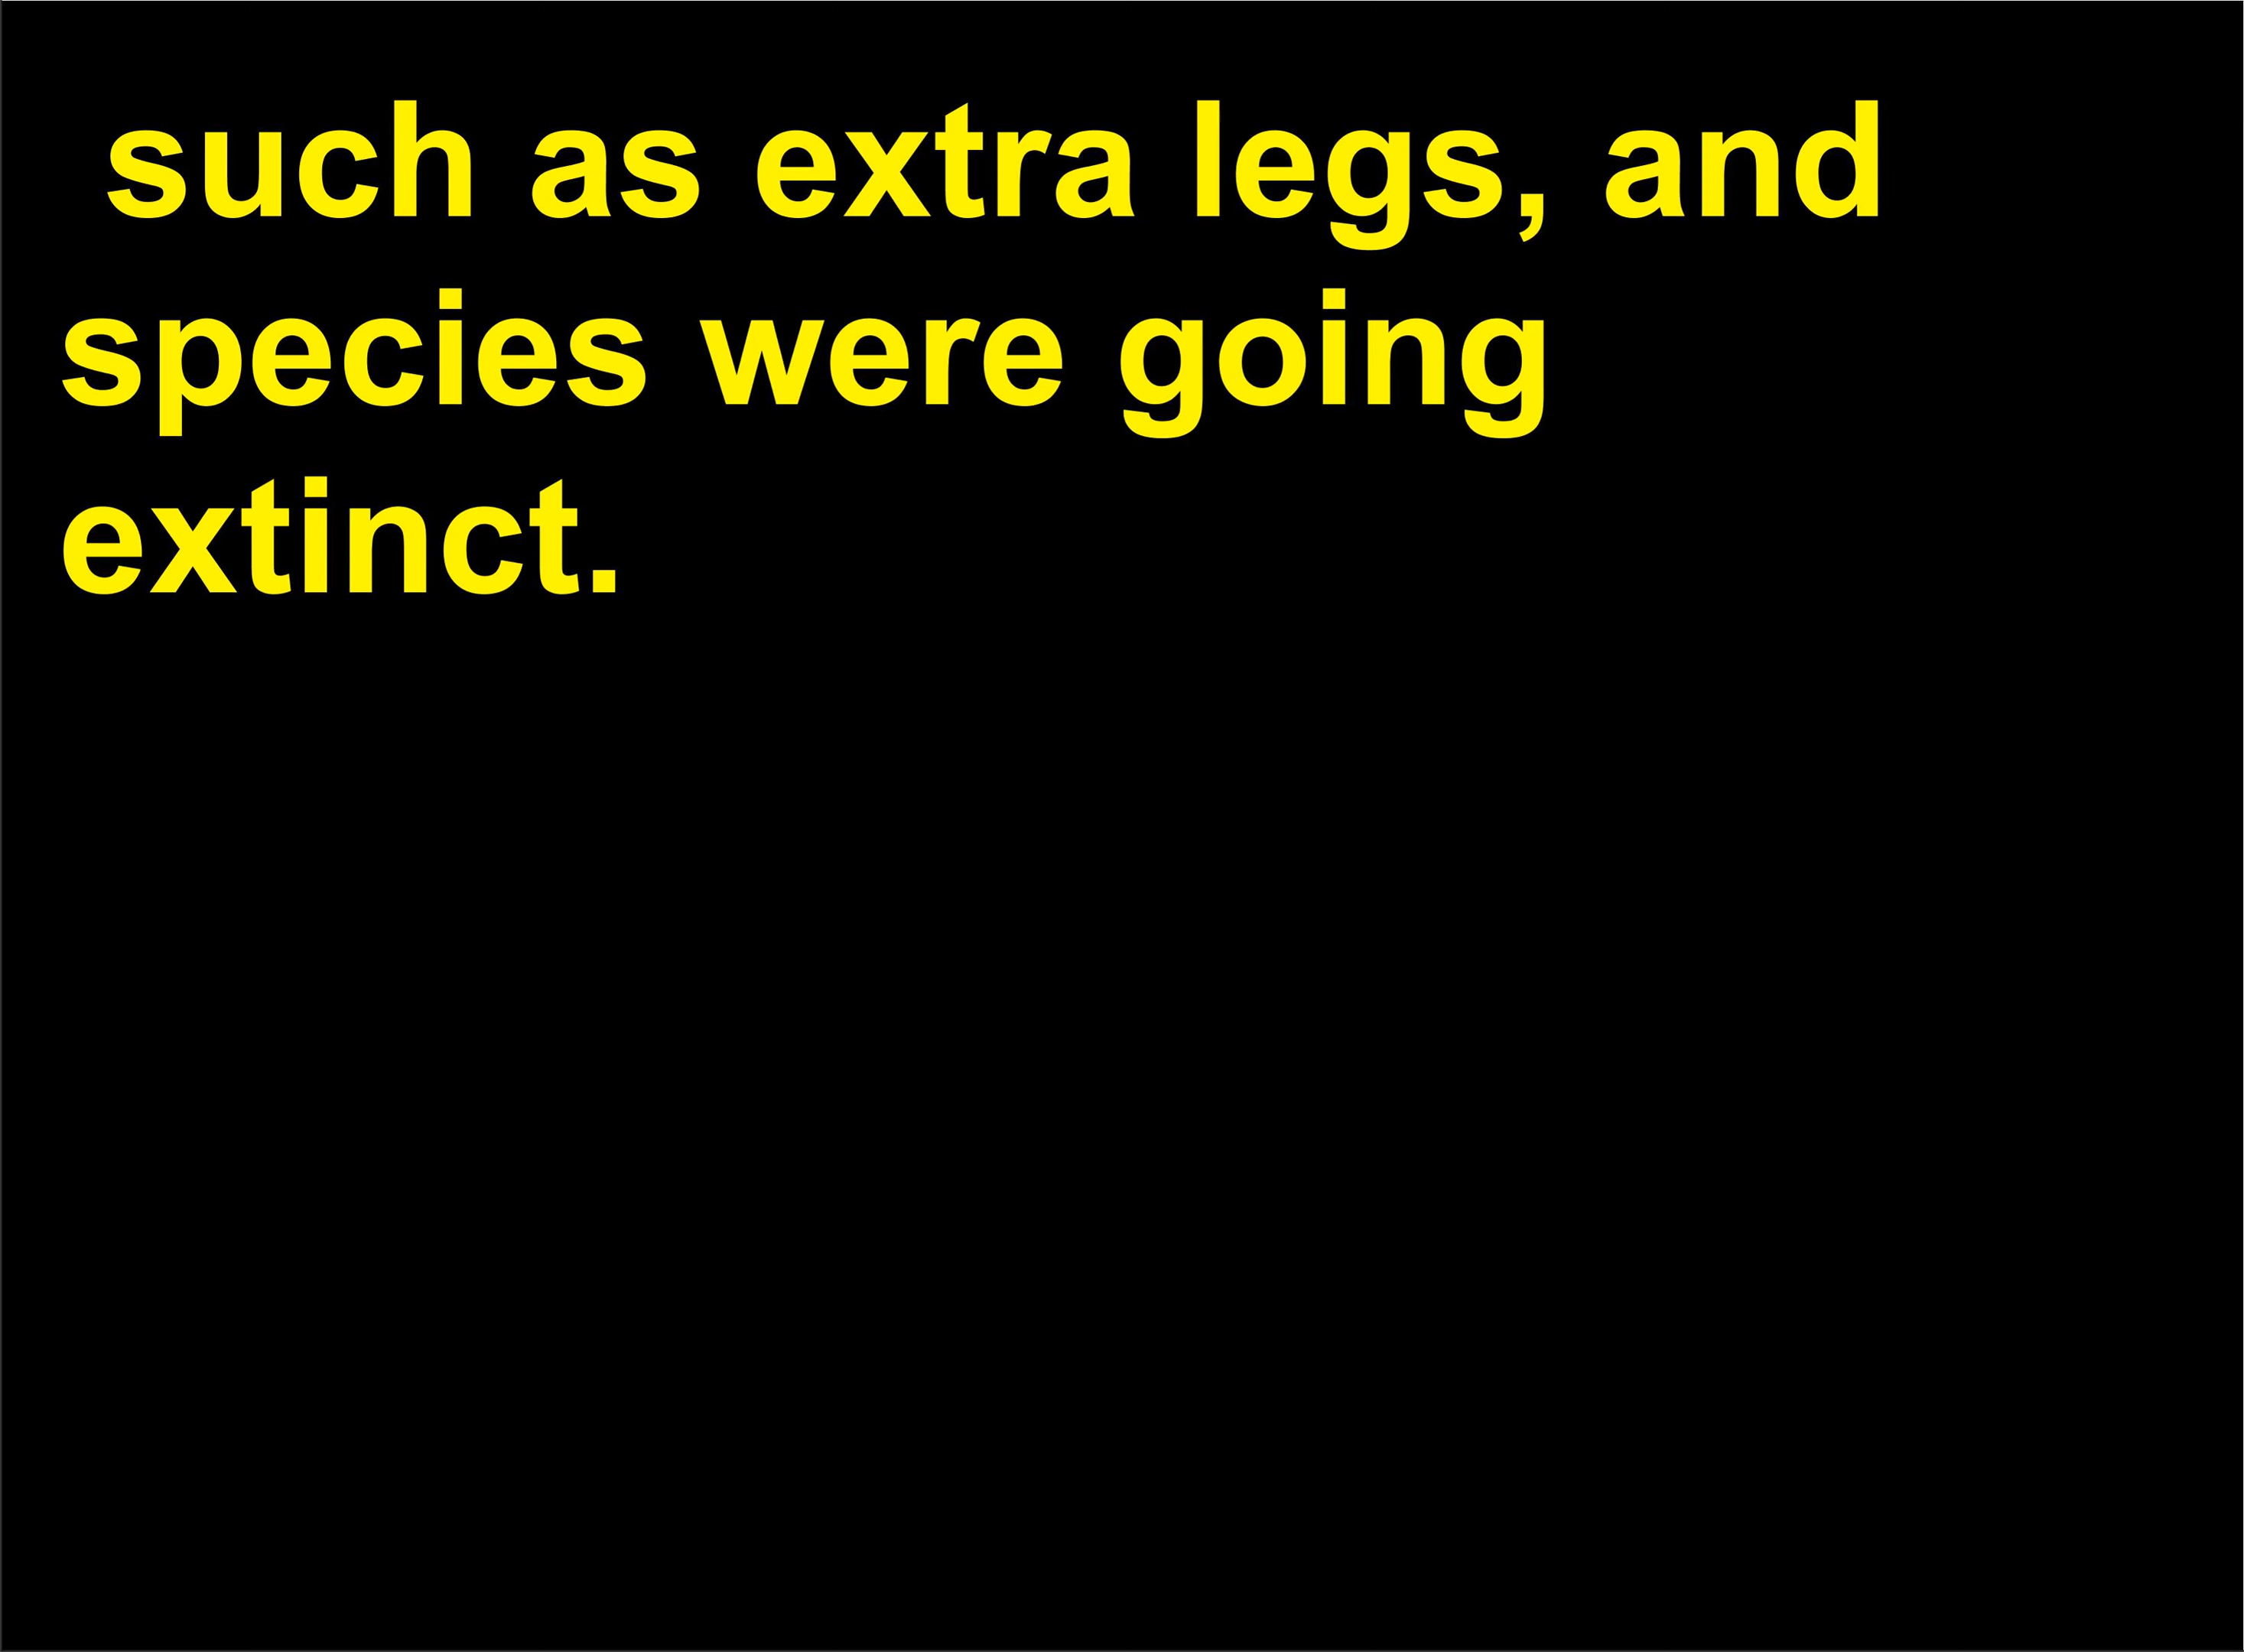 such as extra legs, and
species were going
extinct.